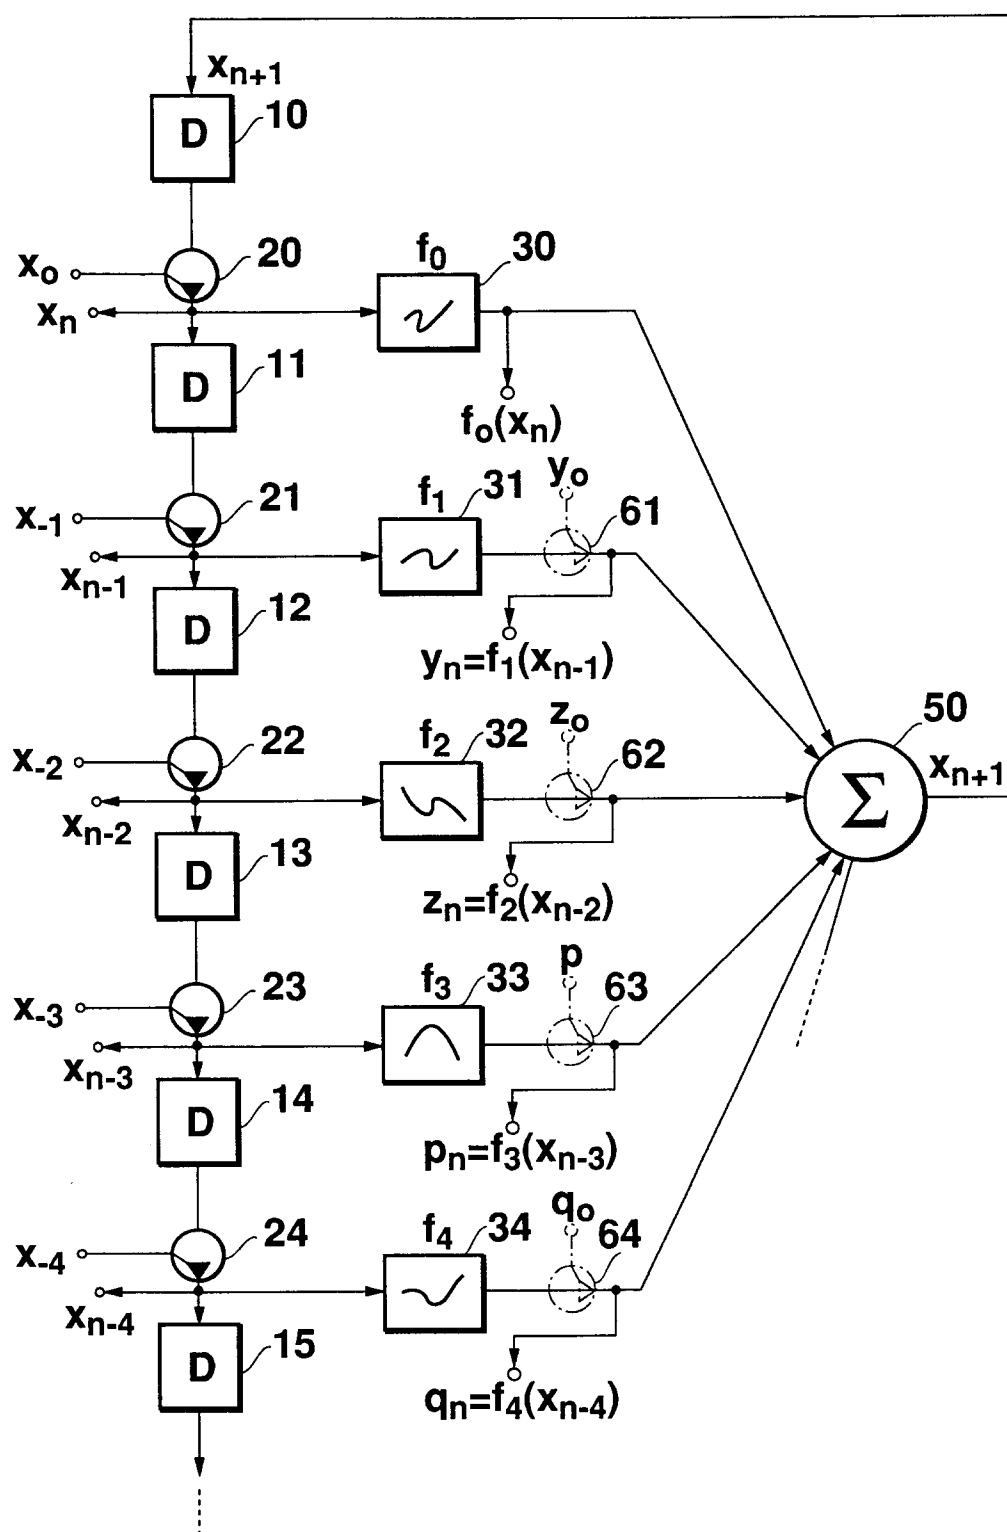 xn+1
D 10
xo 20 f0 30
xn
D 11
fo(xn)
x-1 21 f1 31 yo 61
xn-1
D 12
yn=f1(xn-1)
x-2 22 f2 32 zo 62 50
xn-2
Σ xn+1
D 13
zn=f2(xn-2)
x-3 23 f3 33 p 63
xn-3
D 14
pn=f3(xn-3)
x-4 24 f4 34 qo 64
xn-4
D 15
qn=f4(xn-4)